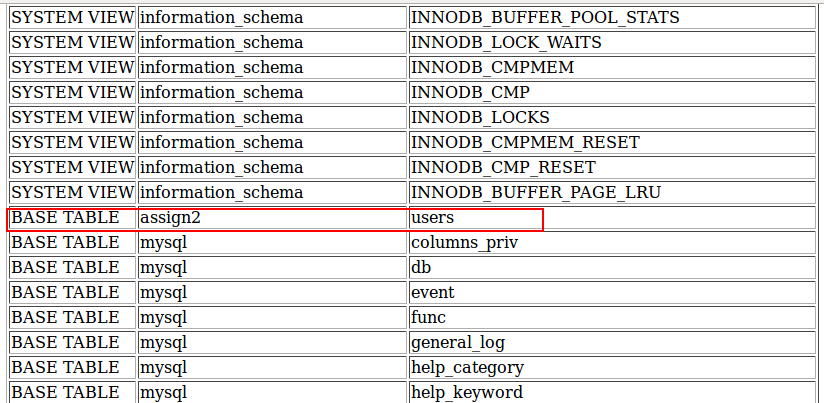 SYSTEM VIEW information_schema INNODB_BUFFER_POOL_STATS
SYSTEM VIEW information_schema INNODB_LOCK_WAITS
SYSTEM VIEW information_schema INNODB_CMPMEM
SYSTEM VIEW information_schema INNODB_CMP
SYSTEM VIEW information_schema INNODB_LOCKS
SYSTEM VIEW information_schema INNODB_CMPMEM_RESET
SYSTEM VIEW information_schema INNODB_CMP_RESET
SYSTEM VIEW information_schema INNODB_BUFFER_PAGE_LRU
BASE TABLE assign2 users
BASE TABLE mysql columns_priv
BASE TABLE mysql db
BASE TABLE mysql event
BASE TABLE mysql func
BASE TABLE mysql general_log
BASE TABLE mysql help_category
BASE TABLE mysql help_keyword